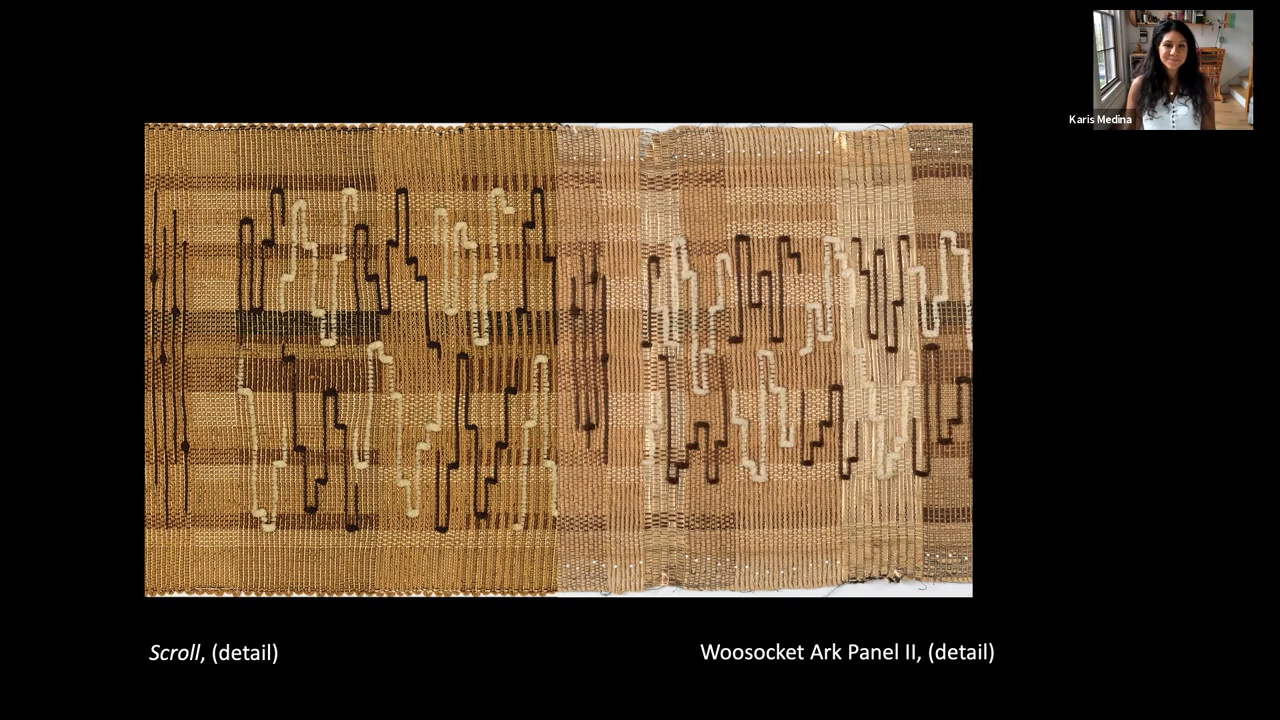 Karis Medina
Scroll, (detail)
Woosocket Ark Panel II, (detail)